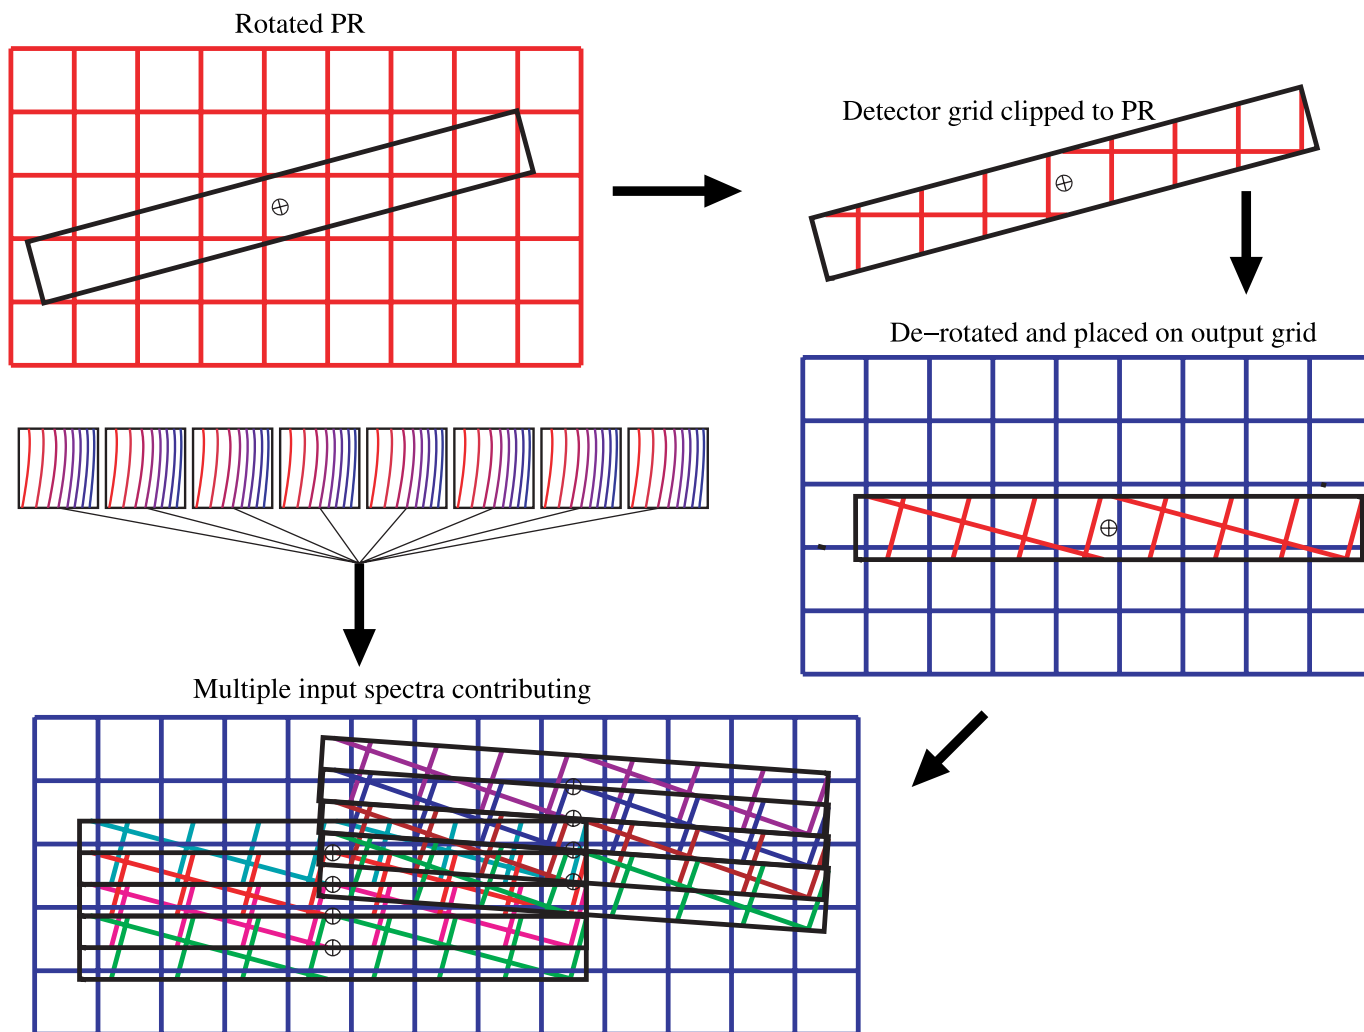 Rotated PR
Detector grid clipped to PR
De−rotated and placed on output grid
Multiple input spectra contributing